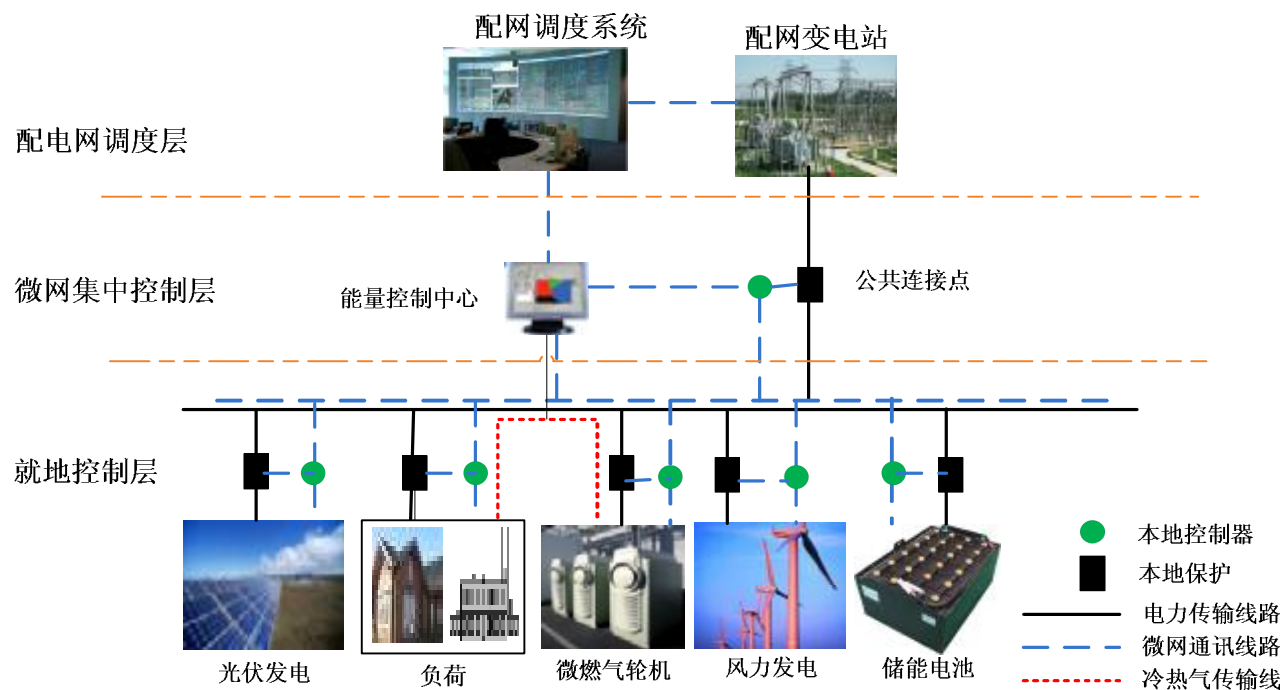 配网调度系统
配网变电站
配电网调度层
微网集中控制层
能量控制中心
公共连接点
就地控制层
本地控制器
本地保护
电力传输线路
微网通讯线路
冷热气传输线
光伏发电
负荷
微燃气轮机
风力发电
储能电池